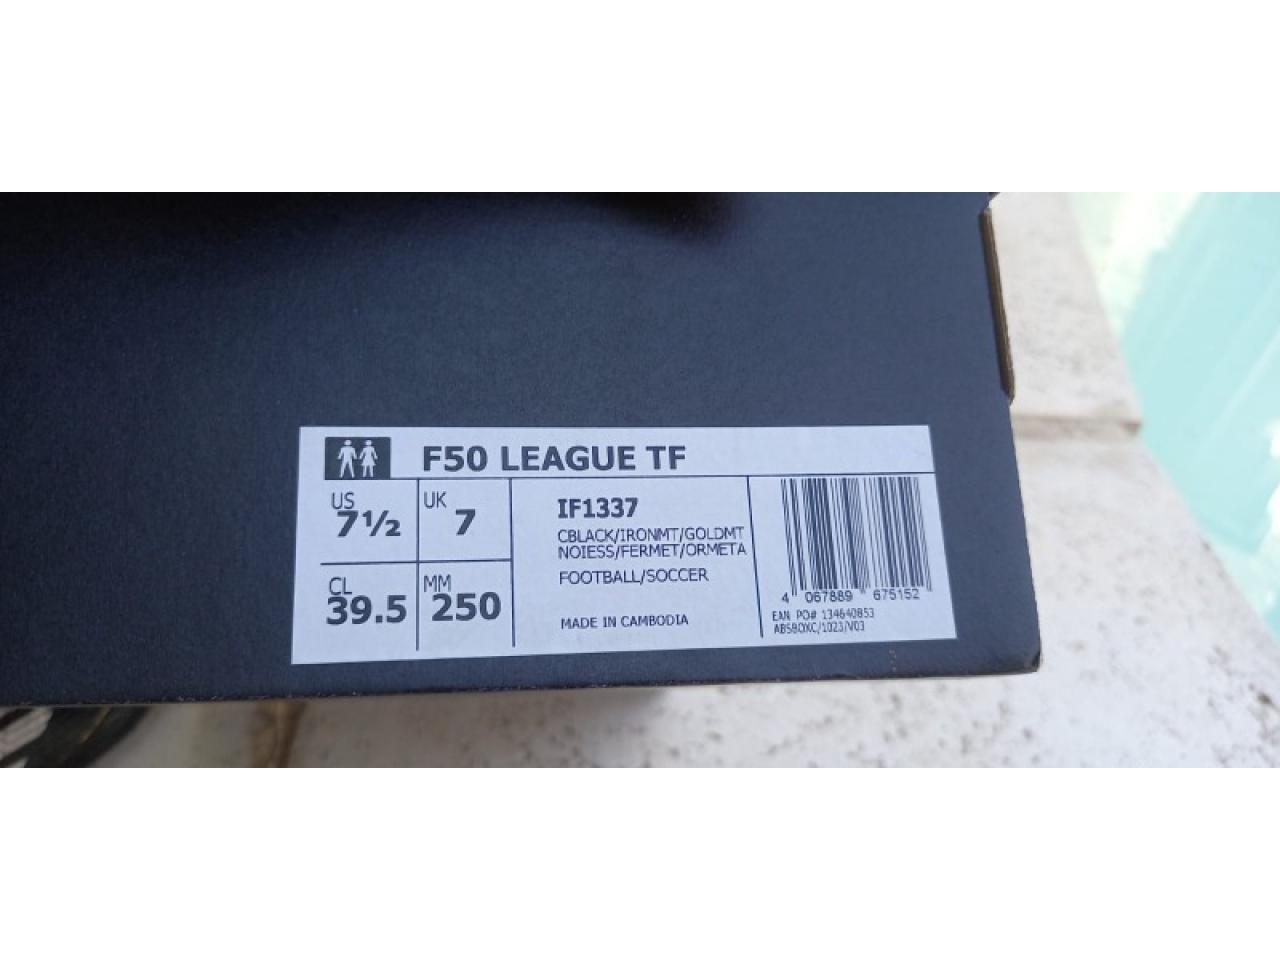 F50 LEAGUE TF
US
7½
UK
7
CL
39.5
MM
250
IF1337
CBLACK/IRONMT/GOLDMT
NOIESS/FERMET/ORMETA
FOOTBALL/SOCCER
MADE IN CAMBODIA
4 067889 675152
EAN PO# 134640853
ABSBOXC/1023/V03